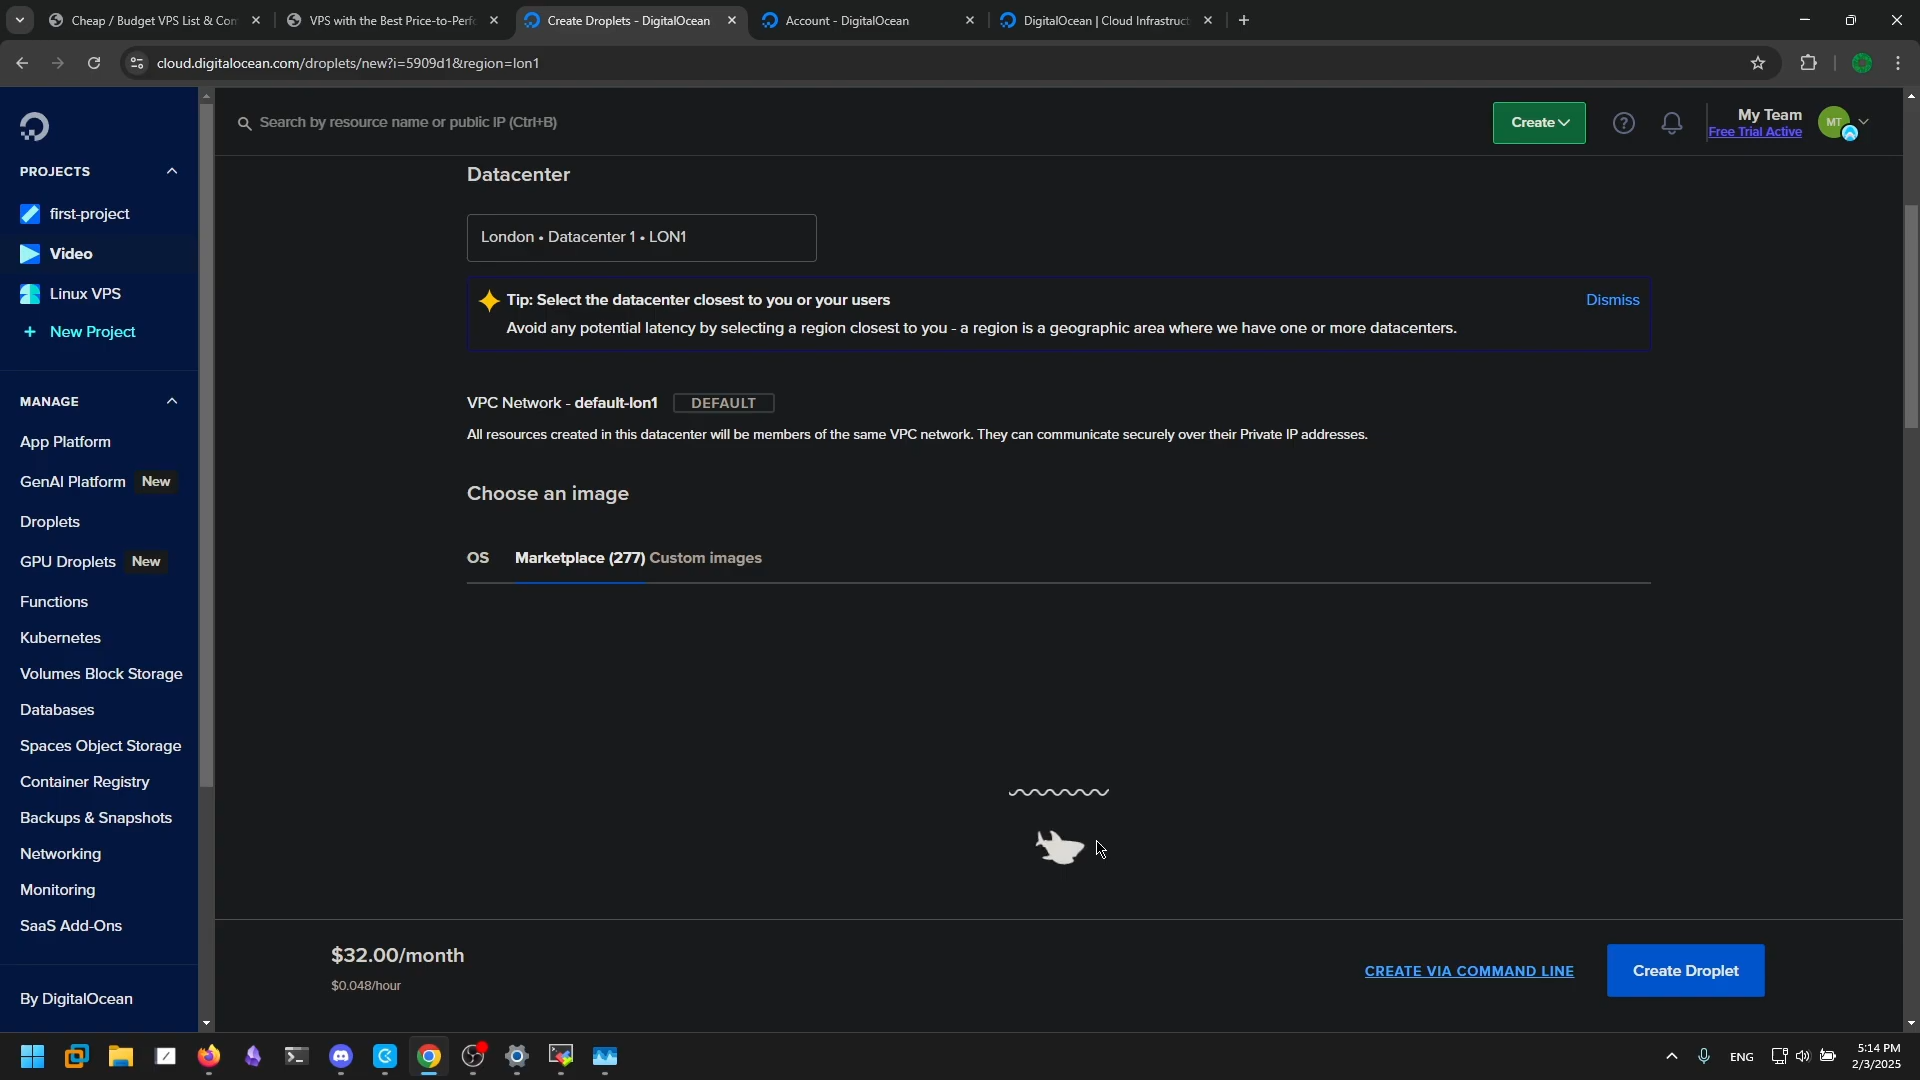 Cheap / Budget VPS List & Con
VPS with the Best Price-to-Perfo
Create Droplets - DigitalOcean
Account - DigitalOcean
DigitalOcean | Cloud Infrastruct
cloud.digitalocean.com/droplets/new?i=5909d1&region=lon1
Search by resource name or public IP (Ctrl+B)
Create
My Team
Free Trial Active
MT
PROJECTS
first-project
Video
Linux VPS
+ New Project
MANAGE
App Platform
GenAI Platform New
Droplets
GPU Droplets New
Functions
Kubernetes
Volumes Block Storage
Databases
Spaces Object Storage
Container Registry
Backups & Snapshots
Networking
Monitoring
SaaS Add-Ons
By DigitalOcean
Datacenter
London • Datacenter 1 • LON1
Tip: Select the datacenter closest to you or your users
Dismiss
Avoid any potential latency by selecting a region closest to you - a region is a geographic area where we have one or more datacenters.
VPC Network - default-lon1 DEFAULT
All resources created in this datacenter will be members of the same VPC network. They can communicate securely over their Private IP addresses.
Choose an image
OS Marketplace (277) Custom images
$32.00/month
$0.048/hour
CREATE VIA COMMAND LINE
Create Droplet
ENG
5:14 PM
2/3/2025